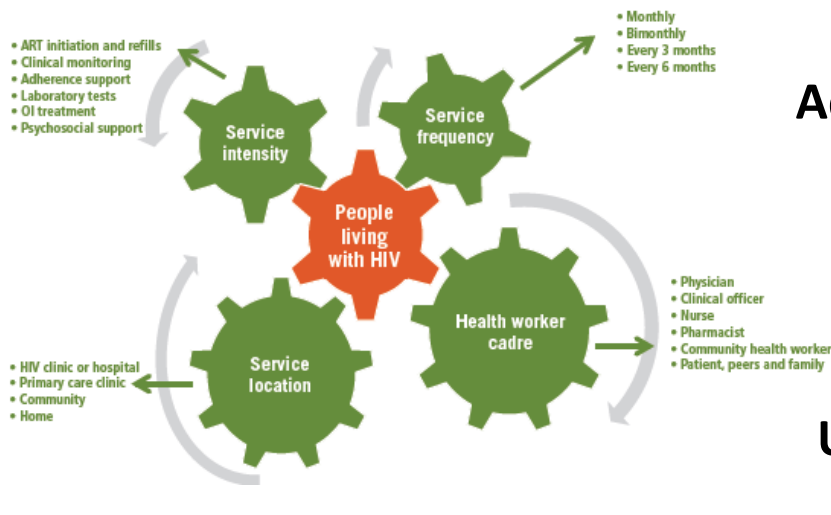 • ART initiation and refills
• Clinical monitoring
• Adherence support
• Laboratory tests
• OI treatment
• Psychosocial support
Service
intensity
• Monthly
• Bimonthly
• Every 3 months
• Every 6 months
Service
frequency
People
living
with HIV
• Physician
• Clinical officer
• Nurse
• Pharmacist
• Community health worker
• Patient, peers and family
Health worker
cadre
• HIV clinic or hospital
• Primary care clinic
• Community
• Home
Service
location